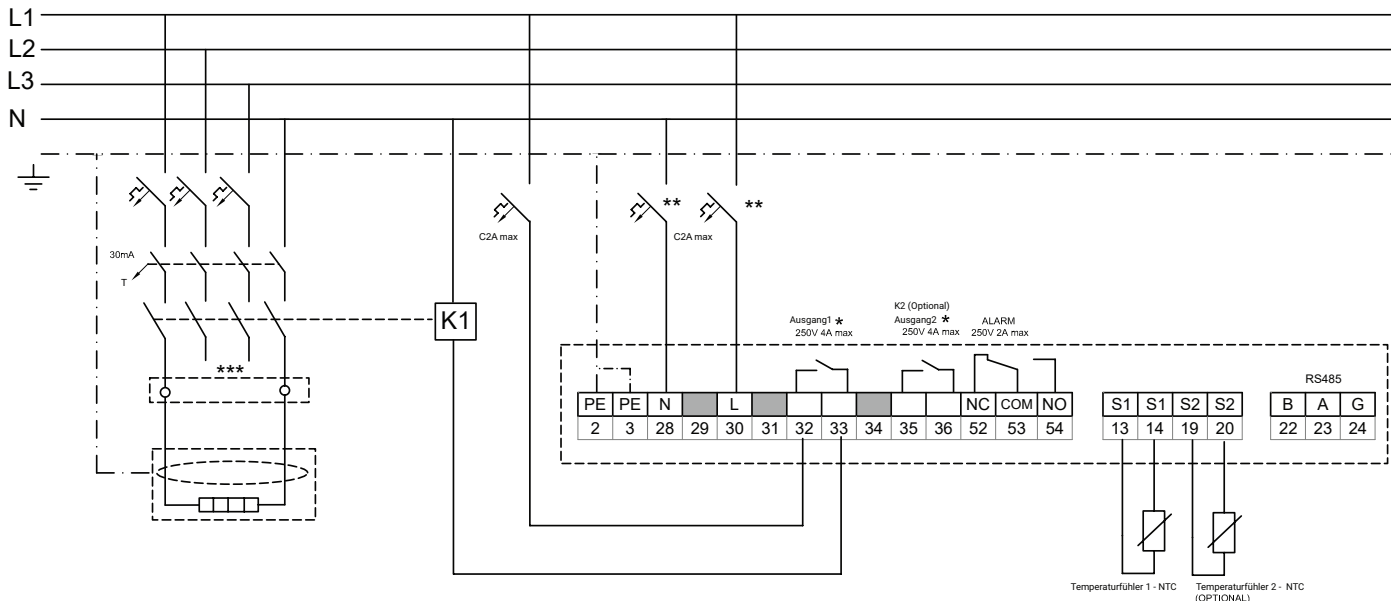 L1
L2
L3
N
30mA
T
***
K1
C2A max
**
C2A max
**
Ausgang1 *
250V 4A max
K2 (Optional)
Ausgang2 *
250V 4A max
ALARM
250V 2A max
PE PE N L NC COM NO
2 3 28 29 30 31 32 33 34 35 36 52 53 54
S1 S1 S2 S2
13 14 19 20
RS485
B A G
22 23 24
Temperaturfühler 1 - NTC
Temperaturfühler 2 - NTC
(OPTIONAL)